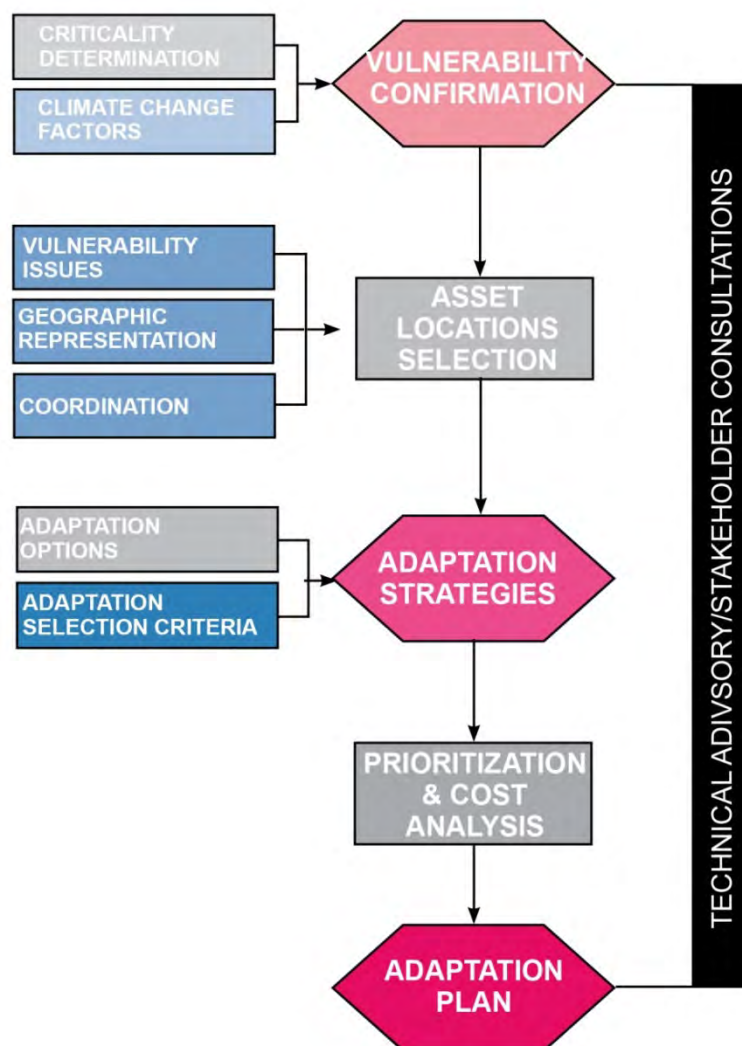 CRITICALITY
DETERMINATION
CLIMATE CHANGE
FACTORS
VULNERABILITY
CONFIRMATION
VULNERABILITY
ISSUES
GEOGRAPHIC
REPRESENTATION
COORDINATION
ASSET
LOCATIONS
SELECTION
ADAPTATION
OPTIONS
ADAPTATION
SELECTION CRITERIA
ADAPTATION
STRATEGIES
PRIORITIZATION
& COST
ANALYSIS
ADAPTATION
PLAN
TECHNICAL ADIVSORY/STAKEHOLDER CONSULTATIONS